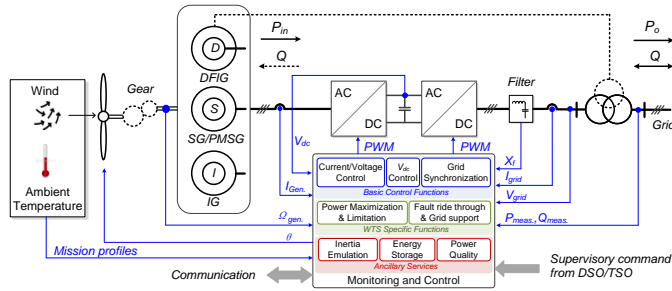 D
DFIG
S
SG/PMSG
I
IG
P_in
Q
P_o
Q
Wind
Ambient
Temperature
Gear
AC
DC
AC
DC
Filter
Grid
V_dc
PWM
PWM
X_f
I_Gen.
I_grid
V_grid
Ω_gen.
P_meas., Q_meas.
θ
Mission profiles
Current/Voltage
Control
V_dc
Control
Grid
Synchronization
Basic Control Functions
Power Maximization
& Limitation
Fault ride through
& Grid support
WTS Specific Functions
Inertia
Emulation
Energy
Storage
Power
Quality
Ancillary Services
Monitoring and Control
Communication
Supervisory command
from DSO/TSO